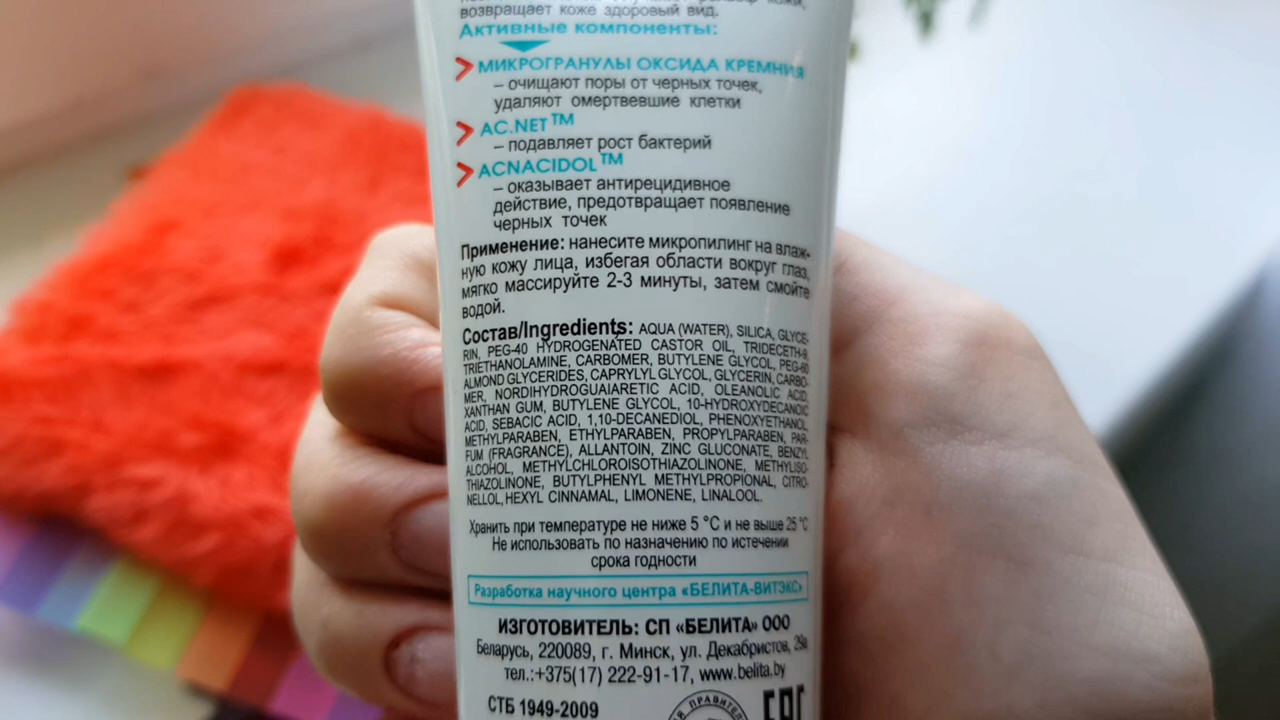 возвращает коже здоровый вид.
Активные компоненты:
МИКРОГРАНУЛЫ ОКСИДА КРЕМНИЯ
– очищают поры от черных точек,
удаляют омертвевшие клетки
AC.NET™
– подавляет рост бактерий
ACNACIDOL™
– оказывает антирецидивное
действие, предотвращает появление
черных точек
Применение: нанесите микропилинг на влаж-
ную кожу лица, избегая области вокруг глаз,
мягко массируйте 2-3 минуты, затем смойте
водой.
Состав/Ingredients: AQUA (WATER), SILICA, GLYCE-
RIN, PEG-40 HYDROGENATED CASTOR OIL, TRIDECETH-9,
TRIETHANOLAMINE, CARBOMER, BUTYLENE GLYCOL, PEG-60
ALMOND GLYCERIDES, CAPRYLYL GLYCOL, GLYCERIN, CARBO-
MER, NORDIHYDROGUAIARETIC ACID, OLEANOLIC ACID,
XANTHAN GUM, BUTYLENE GLYCOL, 10-HYDROXYDECANOIC
ACID, SEBACIC ACID, 1,10-DECANEDIOL, PHENOXYETHANOL,
METHYLPARABEN, ETHYLPARABEN, PROPYLPARABEN, PAR-
FUM (FRAGRANCE), ALLANTOIN, ZINC GLUCONATE, BENZYL
ALCOHOL, METHYLCHLOROISOTHIAZOLINONE, METHYLISO-
THIAZOLINONE, BUTYLPHENYL METHYLPROPIONAL, CITRO-
NELLOL, HEXYL CINNAMAL, LIMONENE, LINALOOL.
Хранить при температуре не ниже 5 °C и не выше 25 °C
Не использовать по назначению по истечении
срока годности
Разработка научного центра «БЕЛИТА-ВИТЭКС»
ИЗГОТОВИТЕЛЬ: СП «БЕЛИТА» ООО
Беларусь, 220089, г. Минск, ул. Декабристов, 29а
тел.:+375(17) 222-91-17, www.belita.by
СТБ 1949-2009